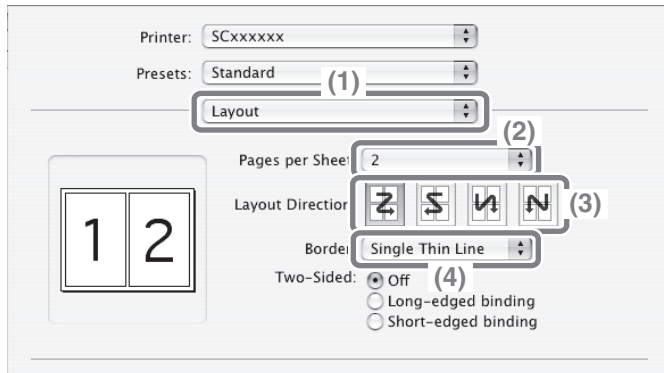 Printer: SCxxxxxx
Presets: Standard
(1)
Layout
(2)
Pages per Sheet 2
Layout Direction
(3)
Border Single Thin Line
(4)
Two-Sided: Off
Long-edged binding
Short-edged binding
1 2